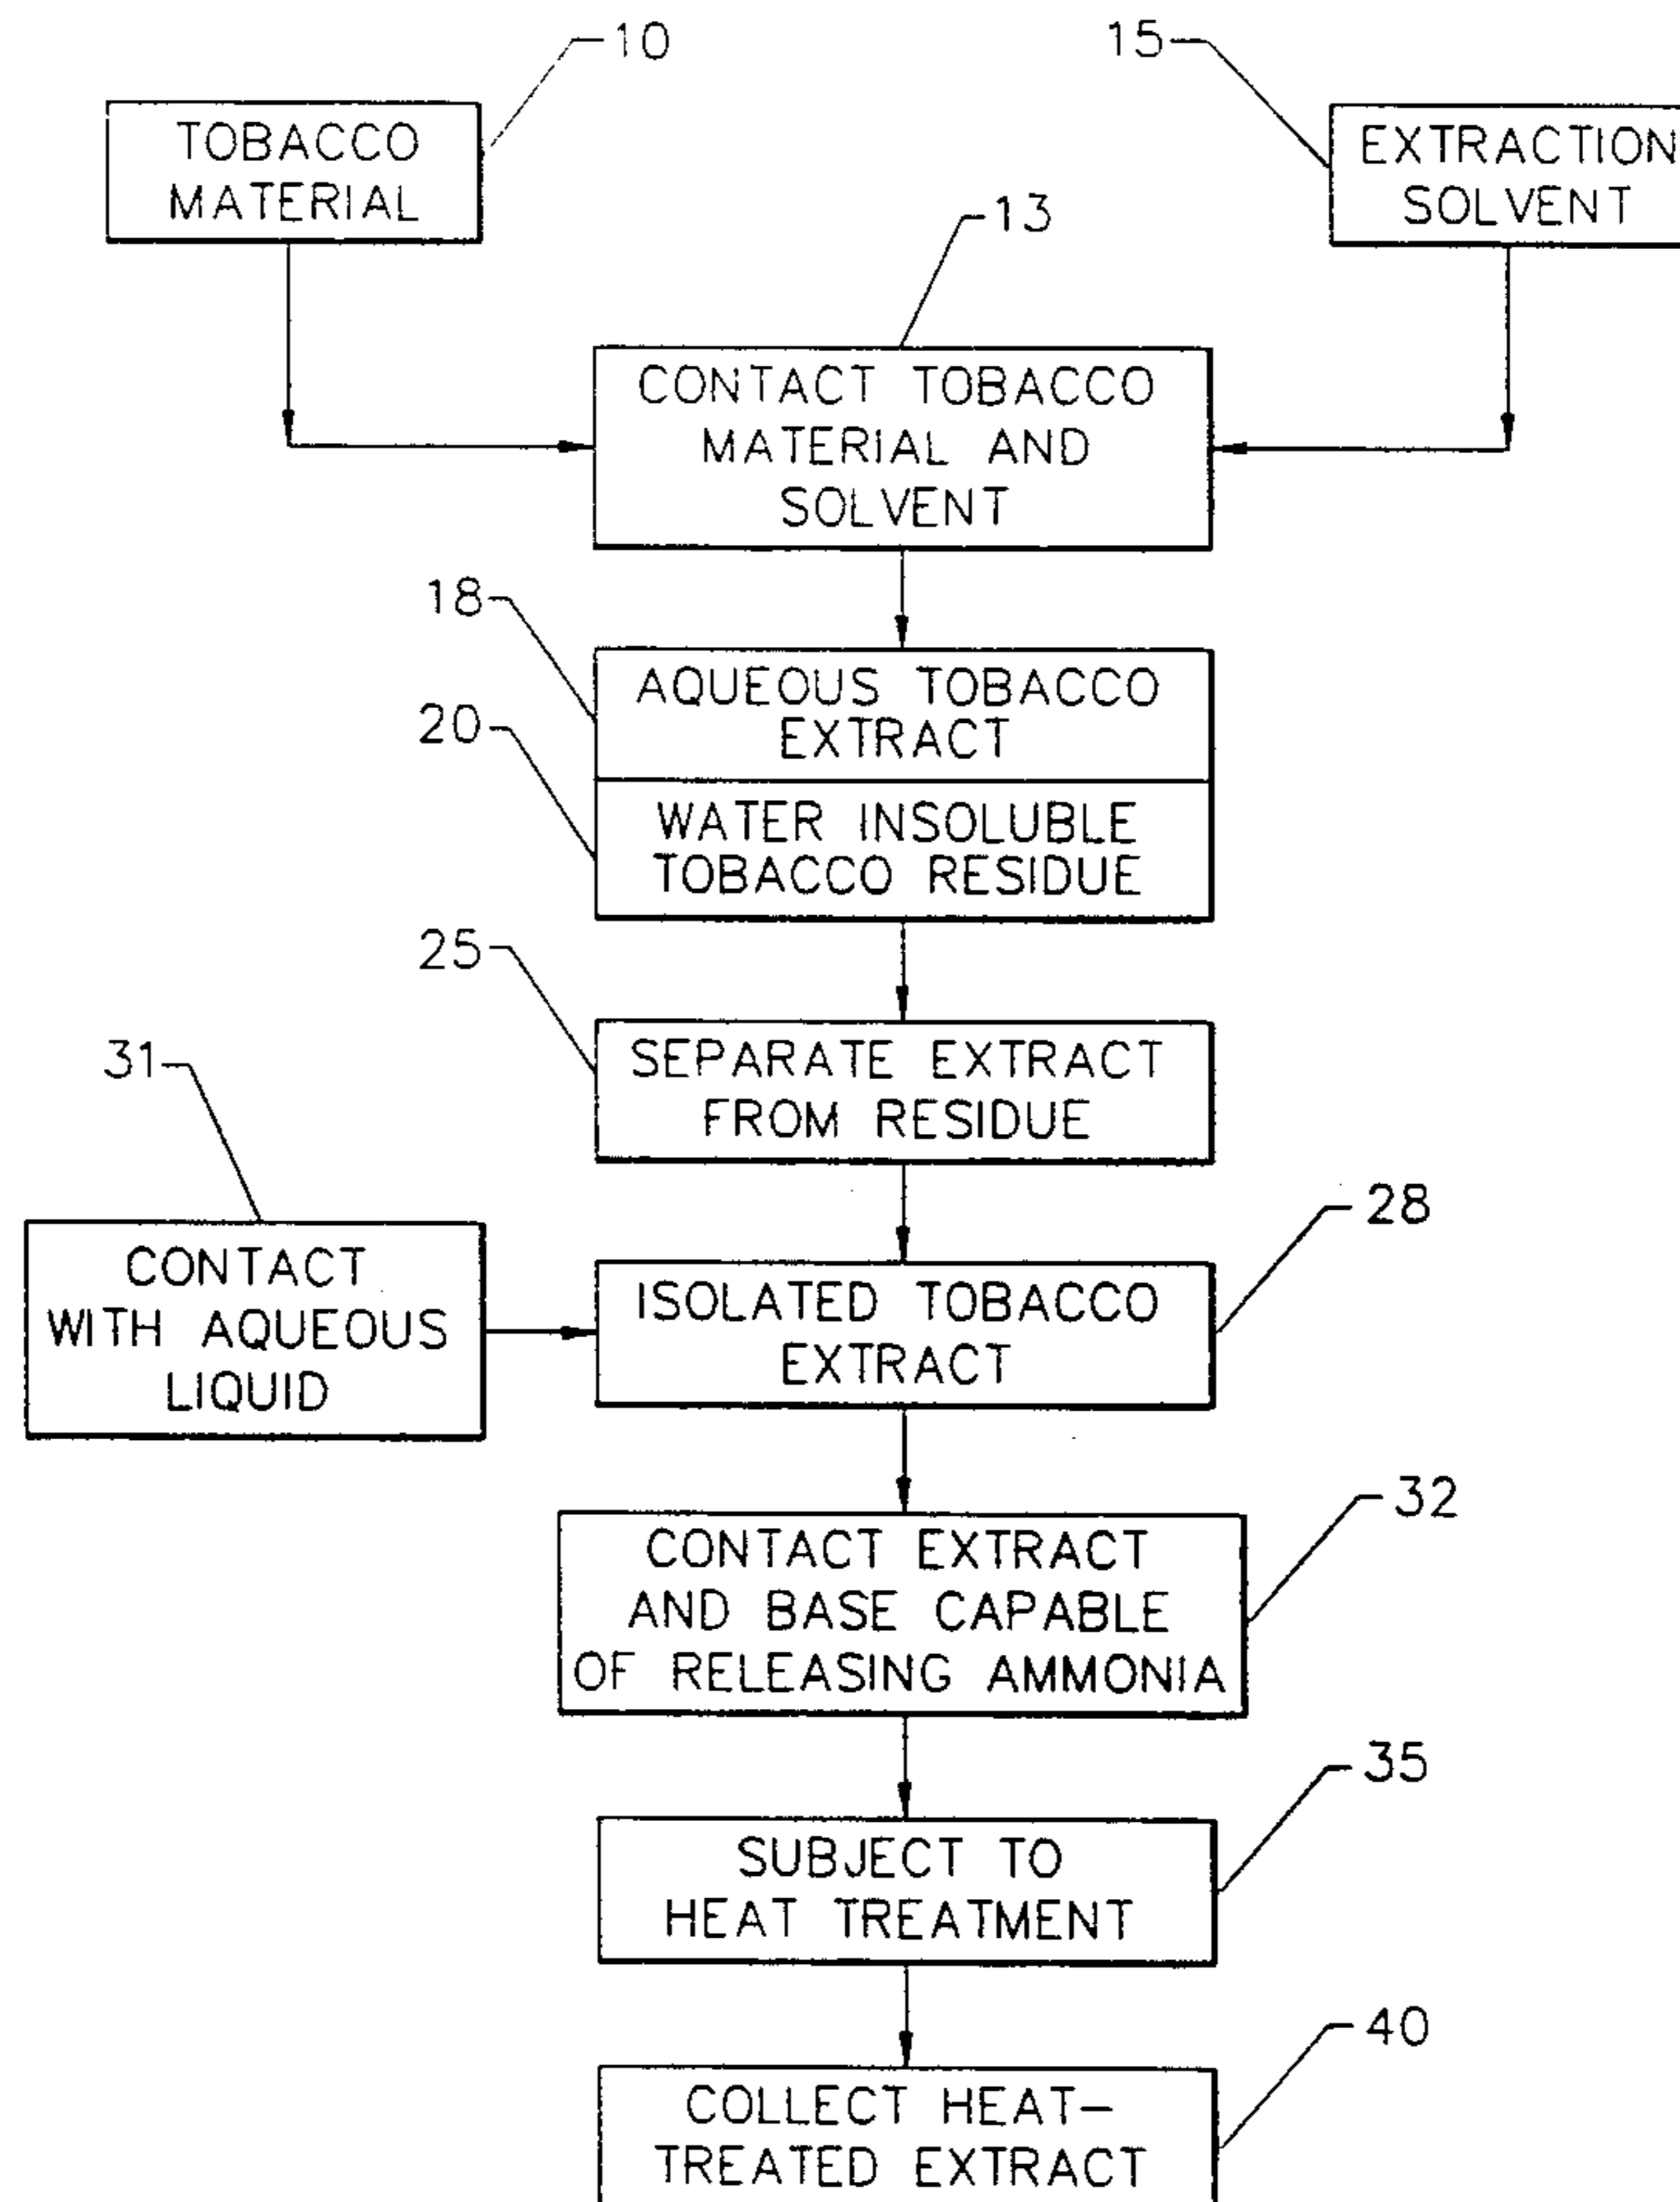 10
15
TOBACCO
MATERIAL
EXTRACTION
SOLVENT
13
CONTACT TOBACCO
MATERIAL AND
SOLVENT
18
AQUEOUS TOBACCO
EXTRACT
20
WATER INSOLUBLE
TOBACCO RESIDUE
25
SEPARATE EXTRACT
FROM RESIDUE
31
CONTACT
WITH AQUEOUS
LIQUID
28
ISOLATED TOBACCO
EXTRACT
32
CONTACT EXTRACT
AND BASE CAPABLE
OF RELEASING AMMONIA
35
SUBJECT TO
HEAT TREATMENT
40
COLLECT HEAT-
TREATED EXTRACT